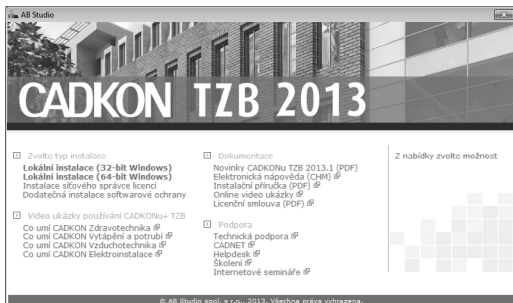 AB Studio
CADKON TZB 2013
Zvolte typ instalace
Lokální instalace (32-bit Windows)
Lokální instalace (64-bit Windows)
Instalace síťového správce licencí
Dodatečná instalace softwarové ochrany
Video ukázky používání CADKONu+ TZB
Co umí CADKON Zdravotechnika
Co umí CADKON Vytápění a potrubí
Co umí CADKON Vzduchotechnika
Co umí CADKON Elektroinstalace
Dokumentace
Novinky CADKONu TZB 2013.1 (PDF)
Elektronická nápověda (CHM)
Instalační příručka (PDF)
Online video ukázky
Licenční smlouva (PDF)
Podpora
Technická podpora
CADNET
Helpdesk
Školení
Internetové semináře
Z nabídky zvolte možnost
© AB Studio spol. s r.o., 2013. Všechna práva vyhrazena.